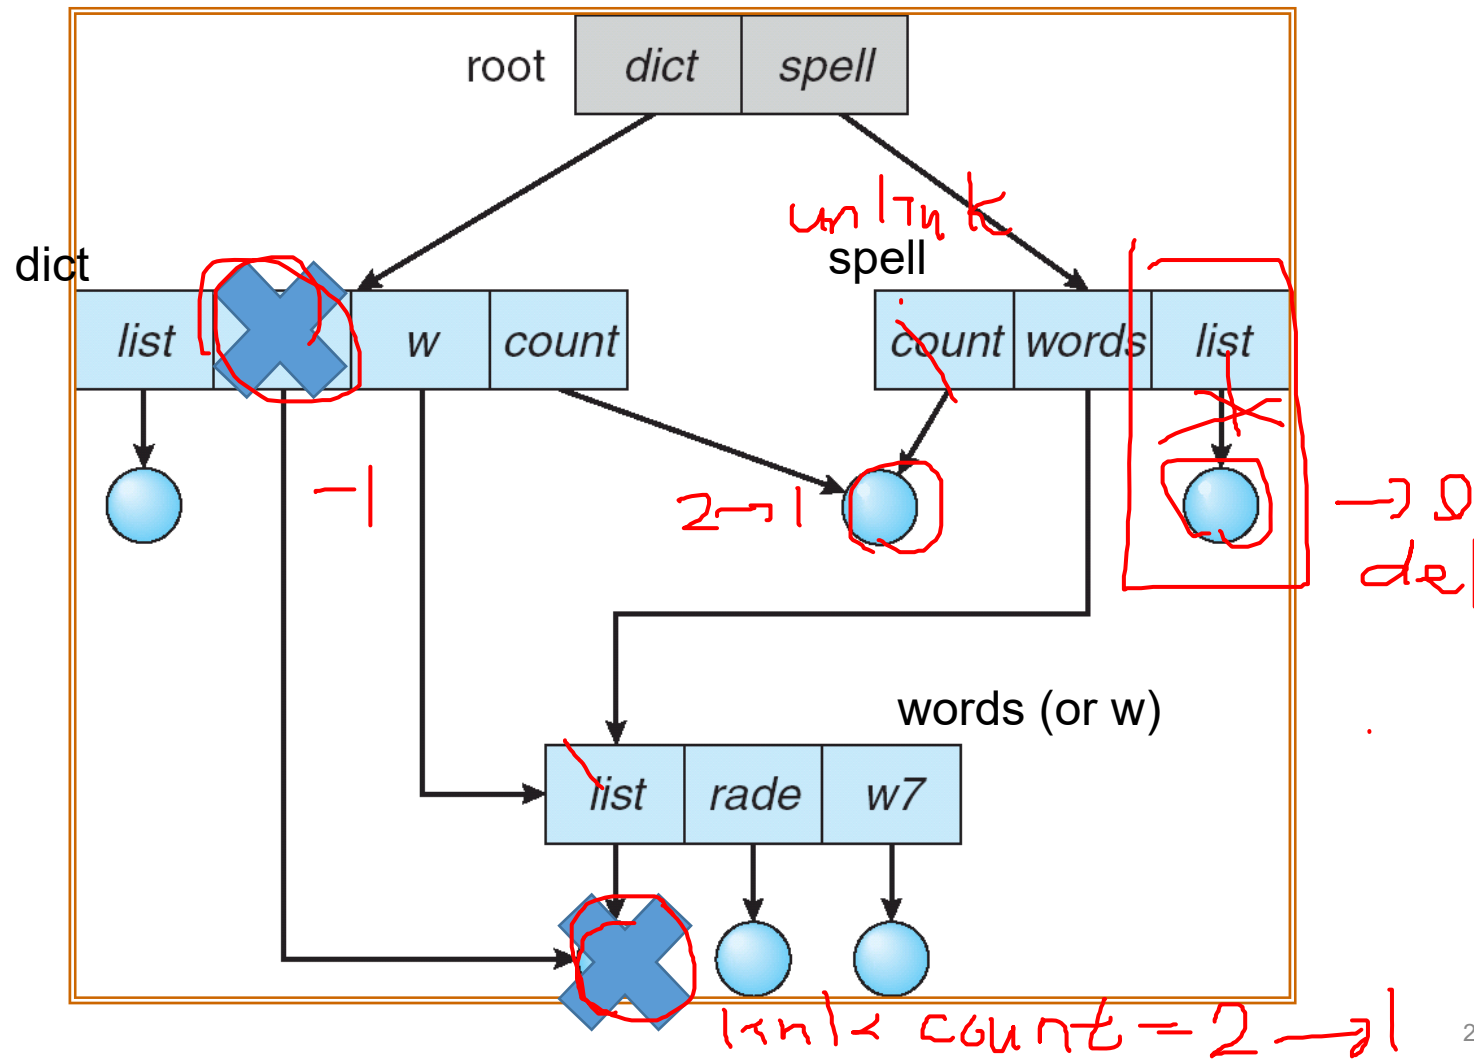 root dict spell
unlink
dict spell
list w count count words list
-1
2→1
→ 0
del
words (or w)
list rade w7
link count = 2 → 1
2